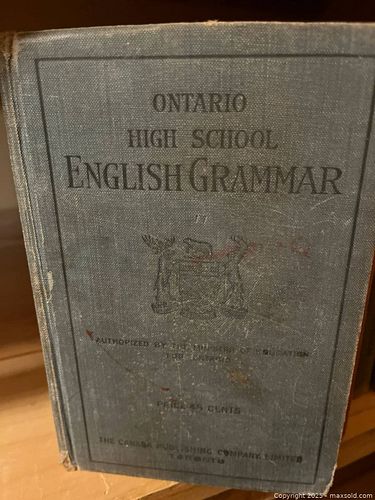 ONTARIO
HIGH SCHOOL
ENGLISH GRAMMAR
AUTHORIZED BY THE MINISTER OF EDUCATION
FOR ONTARIO
PRICE 45 CENTS
THE CANADA PUBLISHING COMPANY LIMITED
TORONTO
Copyright 2025 - maxsold.com